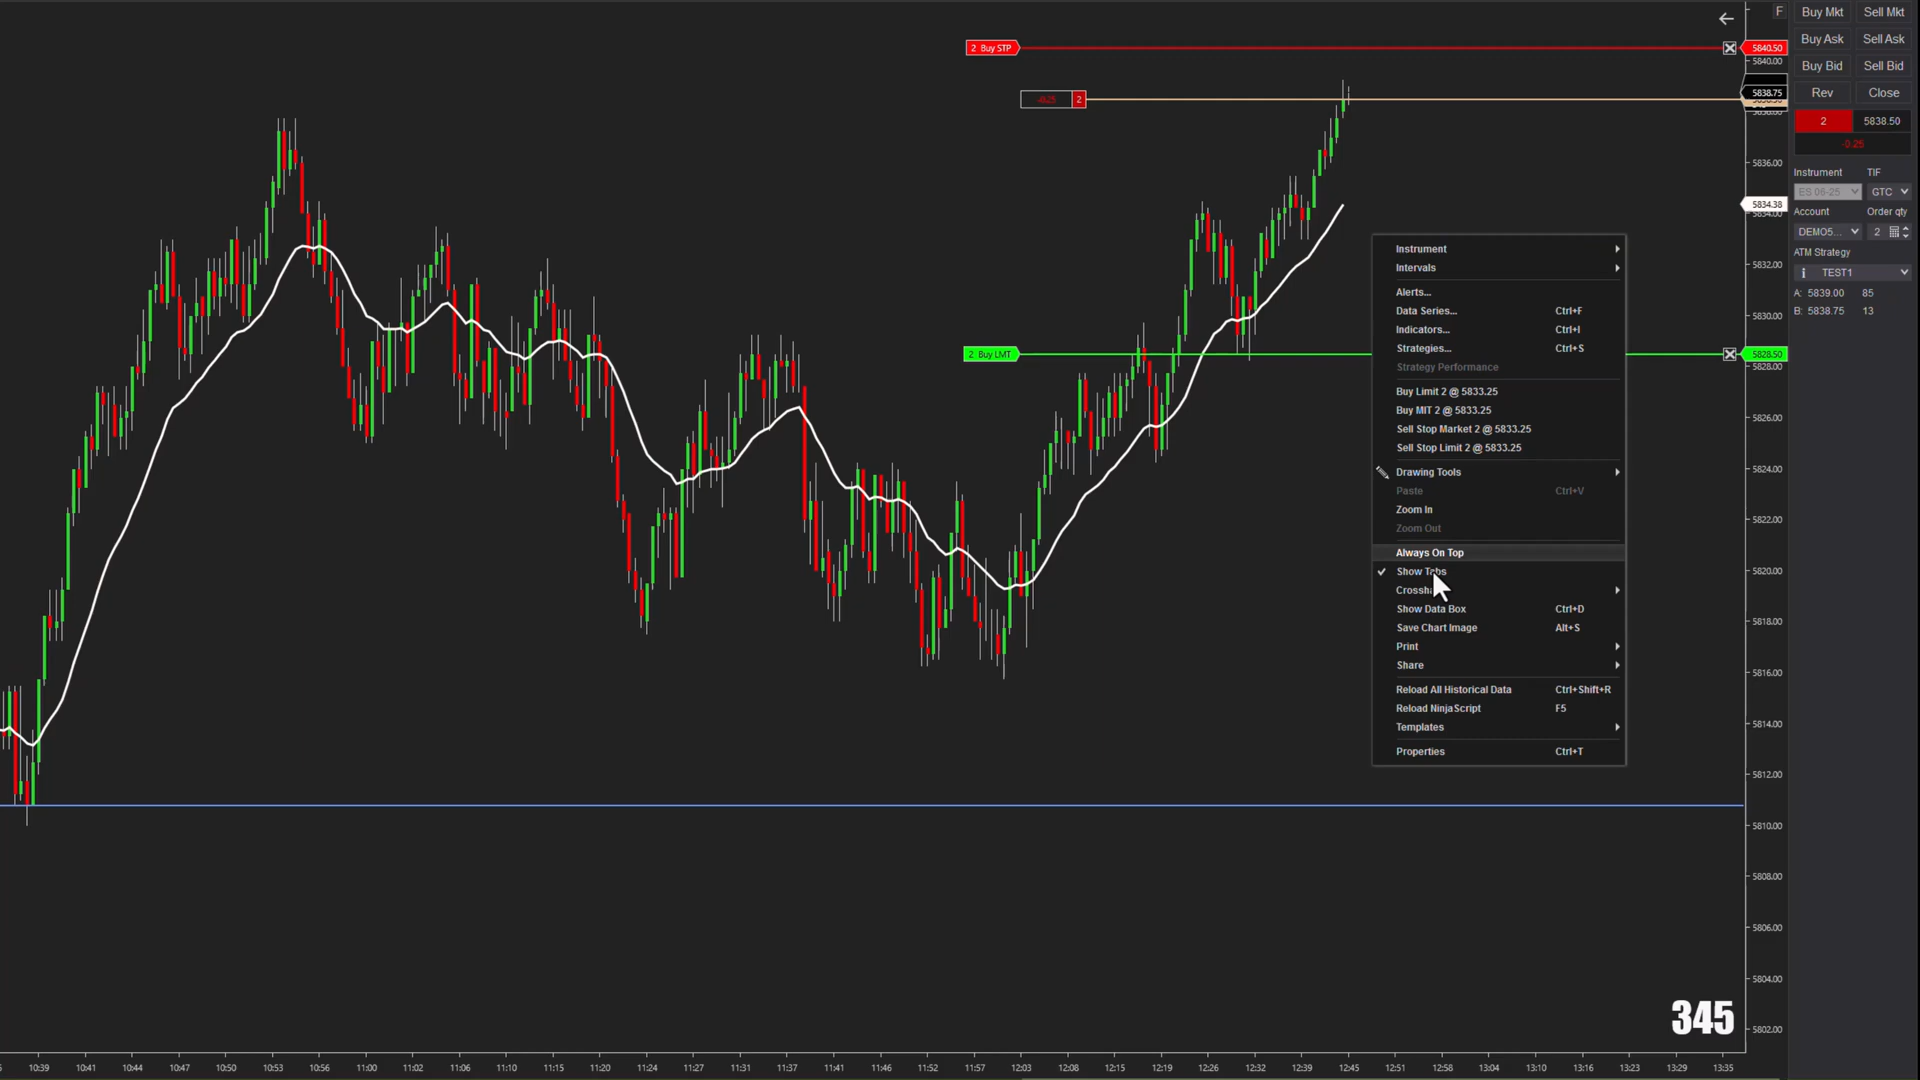 F
Buy Mkt
Sell Mkt
2 Buy STP
5840.50
Buy Ask
Sell Ask
5840.00
Buy Bid
Sell Bid
-0.25
2
5838.75
Rev
Close
2
5838.50
-0.25
5836.00
Instrument
TIF
ES 06-25
GTC
5834.38
5834.00
Account
Order qty
DEMO5...
2
ATM Strategy
TEST1
A: 5839.00 85
B: 5838.75 13
5832.00
5830.00
2 Buy LMT
5828.50
5828.00
5826.00
5824.00
5822.00
5820.00
5818.00
5816.00
5814.00
5812.00
5810.00
5808.00
5806.00
5804.00
5802.00
Instrument
Intervals
Alerts...
Data Series... Ctrl+F
Indicators... Ctrl+I
Strategies... Ctrl+S
Strategy Performance
Buy Limit 2 @ 5833.25
Buy MIT 2 @ 5833.25
Sell Stop Market 2 @ 5833.25
Sell Stop Limit 2 @ 5833.25
Drawing Tools
Paste Ctrl+V
Zoom In
Zoom Out
Always On Top
Show Tabs
Show Data Box Ctrl+D
Save Chart Image Alt+S
Print
Share
Reload All Historical Data Ctrl+Shift+R
Reload NinjaScript F5
Templates
Properties Ctrl+T
345
10:39 10:41 10:44 10:47 10:50 10:53 10:56 11:00 11:02 11:06 11:10 11:15 11:20 11:24 11:27 11:31 11:37 11:41 11:46 11:52 11:57 12:03 12:08 12:15 12:19 12:26 12:32 12:39 12:45 12:51 12:58 13:04 13:10 13:16 13:23 13:29 13:35